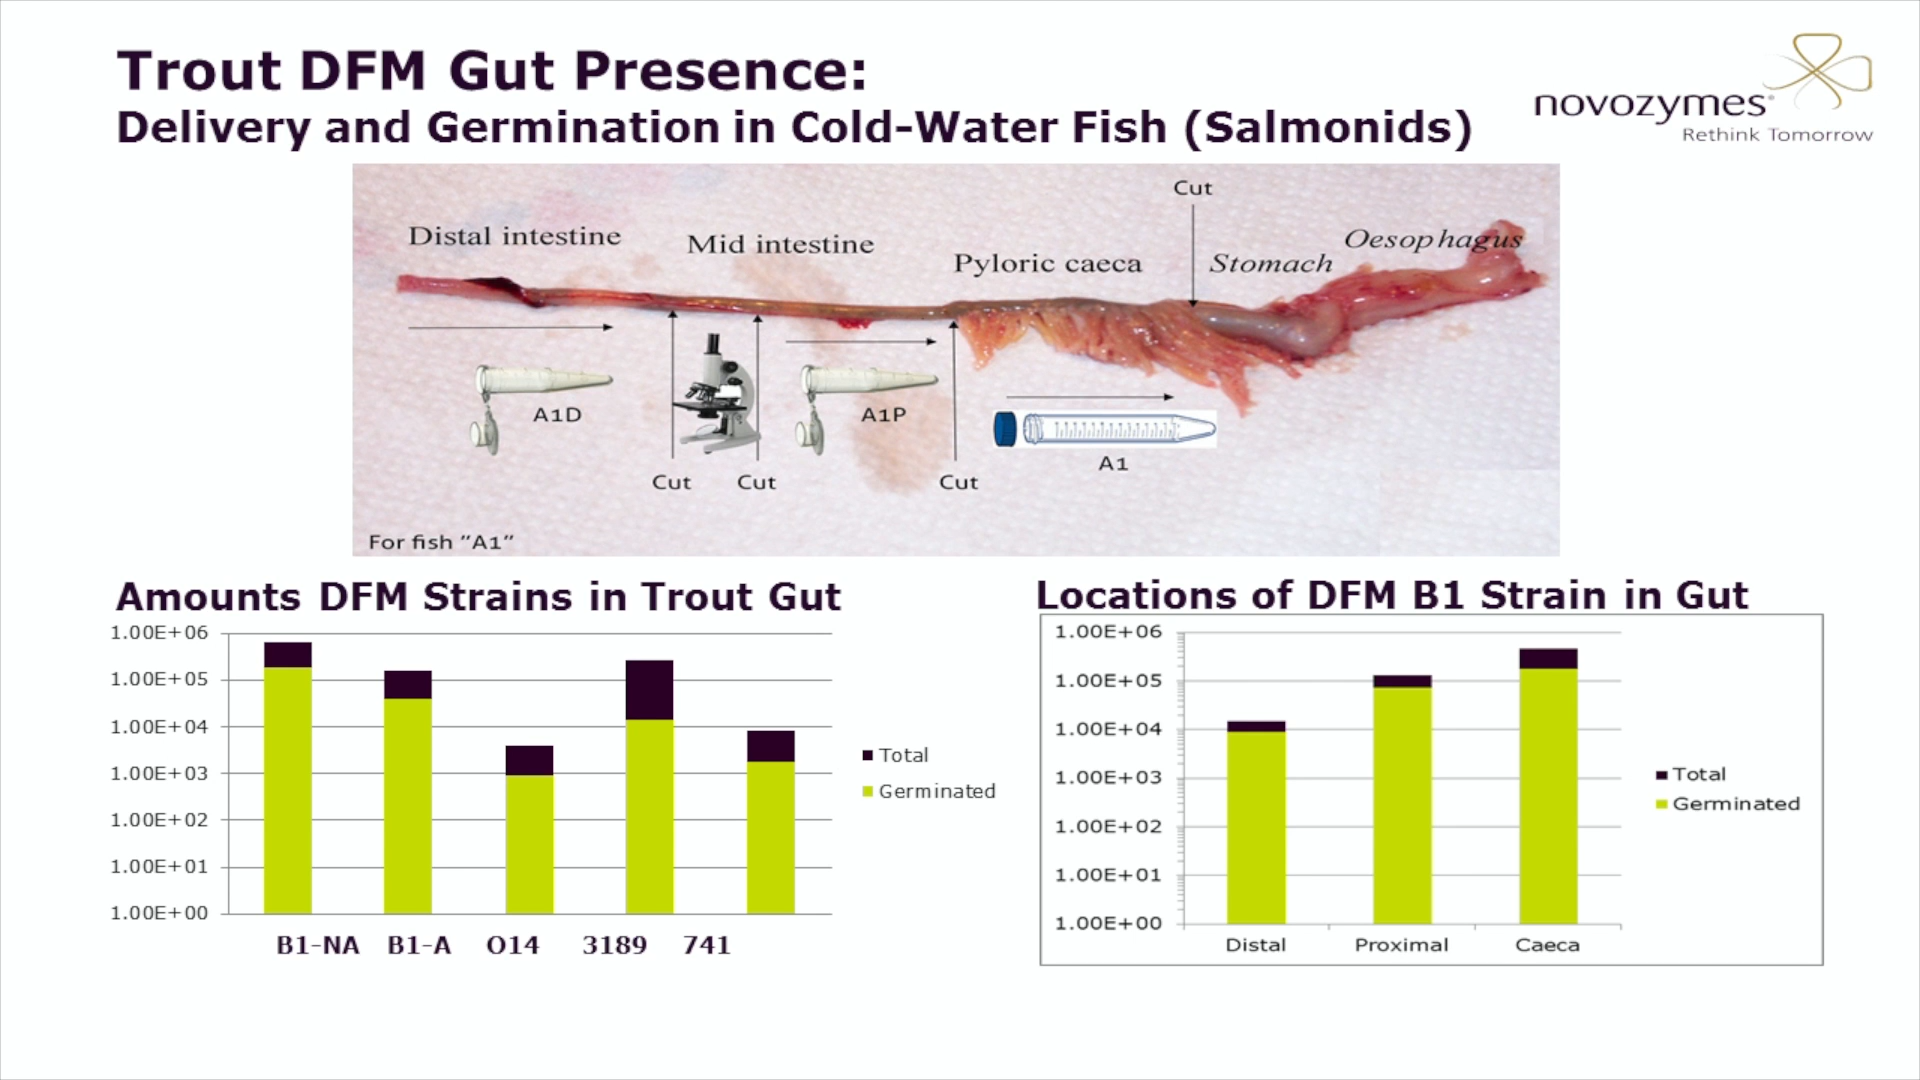 Trout DFM Gut Presence:
Delivery and Germination in Cold-Water Fish (Salmonids)
novozymes®
Rethink Tomorrow
Cut
Distal intestine
Mid intestine
Pyloric caeca
Stomach
Oesophagus
A1D
A1P
A1
Cut
Cut
Cut
For fish "A1"
Amounts DFM Strains in Trout Gut
1.00E+06
1.00E+05
1.00E+04
1.00E+03
1.00E+02
1.00E+01
1.00E+00
B1-NA B1-A O14 3189 741
Total
Germinated
Locations of DFM B1 Strain in Gut
1.00E+06
1.00E+05
1.00E+04
1.00E+03
1.00E+02
1.00E+01
1.00E+00
Distal Proximal Caeca
Total
Germinated